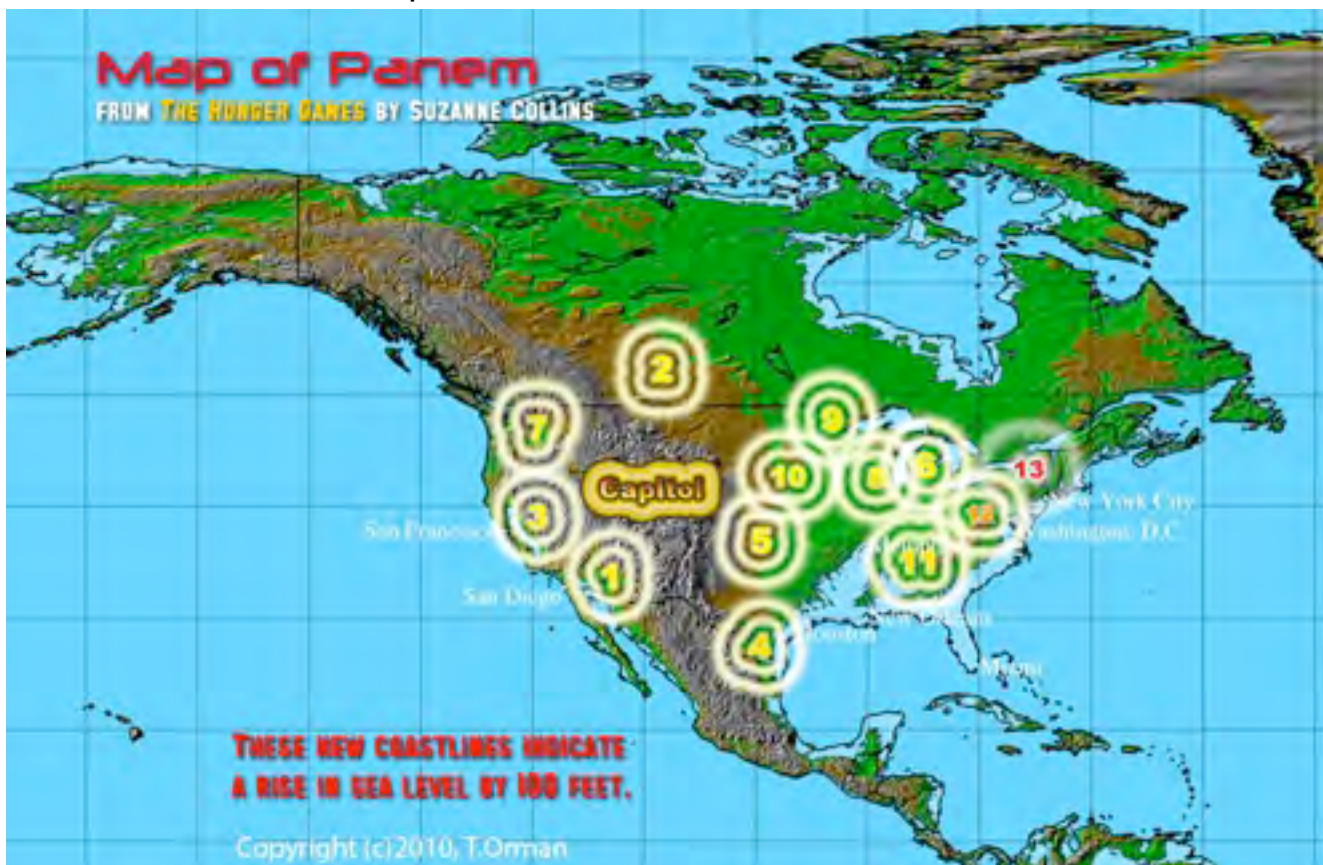 Map of Panem
FROM THE HUNGER GAMES BY SUZANNE COLLINS
2
7
9
10
6
13
Capitol
New York City
3
12
San Francisco
Washington, D.C.
5
11
1
San Diego
New Orleans
4
Houston
Miami
THESE NEW COASTLINES INDICATE
A RISE IN SEA LEVEL BY 100 FEET.
Copyright (c)2010, T.Orman